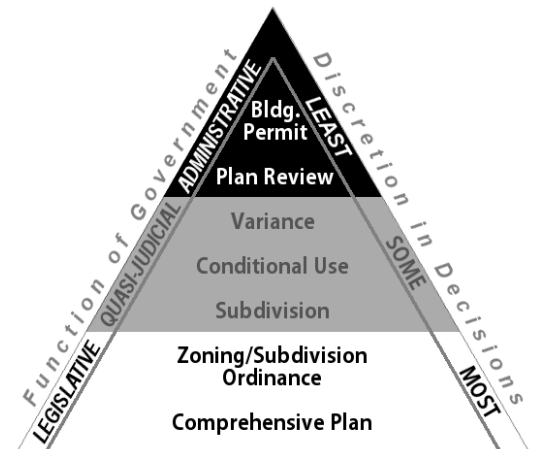 Function of Government
Discretion in Decisions
ADMINISTRATIVE
LEAST
Bldg.
Permit
Plan Review
QUASI-JUDICIAL
SOME
Variance
Conditional Use
Subdivision
LEGISLATIVE
MOST
Zoning/Subdivision
Ordinance
Comprehensive Plan